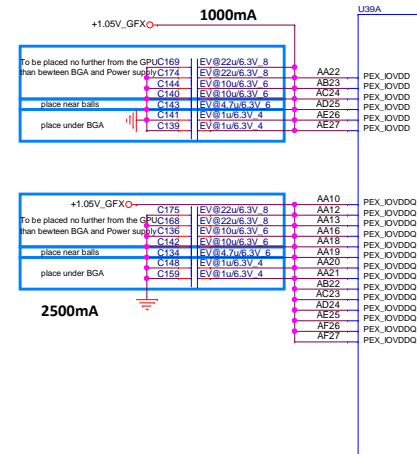 U39A
1000mA
+1.05V_GFX
To be placed no further from the GPU C169 EV@22u/6.3V_8
than bewteen BGA and Power supply C174 EV@22u/6.3V_8 AA22 PEX_IOVDD
C144 EV@10u/6.3V_6 AB23 PEX_IOVDD
C140 EV@10u/6.3V_6 AC24 PEX_IOVDD
place near balls C143 EV@4.7u/6.3V_6 AD25 PEX_IOVDD
C141 EV@1u/6.3V_4 AE26 PEX_IOVDD
place under BGA C139 EV@1u/6.3V_4 AE27 PEX_IOVDD
+1.05V_GFX AA10 PEX_IOVDDQ
C175 EV@22u/6.3V_8 AA12 PEX_IOVDDQ
To be placed no further from the GPU C168 EV@22u/6.3V_8 AA13 PEX_IOVDDQ
than bewteen BGA and Power supply C136 EV@10u/6.3V_6 AA16 PEX_IOVDDQ
C142 EV@10u/6.3V_6 AA18 PEX_IOVDDQ
place near balls C134 EV@4.7u/6.3V_6 AA19 PEX_IOVDDQ
C148 EV@1u/6.3V_4 AA20 PEX_IOVDDQ
place under BGA C159 EV@1u/6.3V_4 AA21 PEX_IOVDDQ
AB22 PEX_IOVDDQ
AC23 PEX_IOVDDQ
AD24 PEX_IOVDDQ
2500mA AE25 PEX_IOVDDQ
AF26 PEX_IOVDDQ
AF27 PEX_IOVDDQ